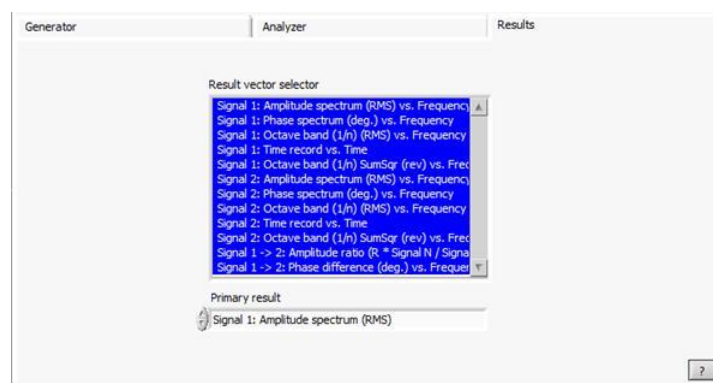 Generator
Analyzer
Results
Result vector selector
Signal 1: Amplitude spectrum (RMS) vs. Frequency
Signal 1: Phase spectrum (deg.) vs. Frequency
Signal 1: Octave band (1/n) (RMS) vs. Frequency
Signal 1: Time record vs. Time
Signal 1: Octave band (1/n) SumSqr (rev) vs. Frec
Signal 2: Amplitude spectrum (RMS) vs. Frequency
Signal 2: Phase spectrum (deg.) vs. Frequency
Signal 2: Octave band (1/n) (RMS) vs. Frequency
Signal 2: Time record vs. Time
Signal 2: Octave band (1/n) SumSqr (rev) vs. Frec
Signal 1 -> 2: Amplitude ratio (R * Signal N / Signa
Signal 1 -> 2: Phase difference (deg.) vs. Frequer
Primary result
Signal 1: Amplitude spectrum (RMS)
?